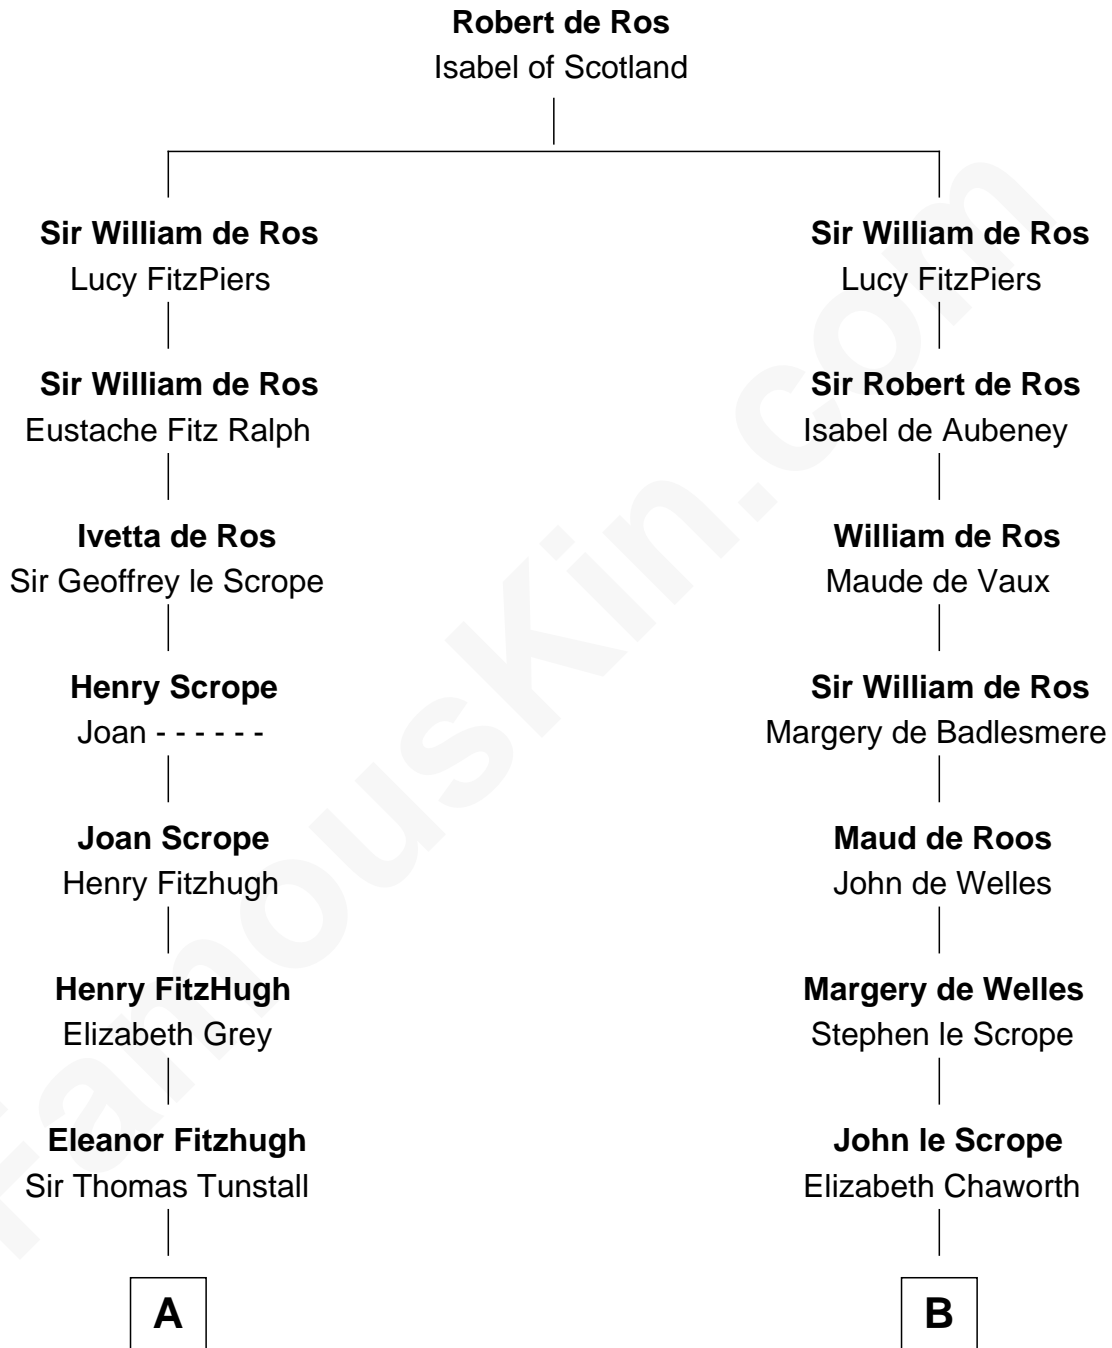 Robert de Ros
Isabel of Scotland
Sir William de Ros
Lucy FitzPiers
Sir William de Ros
Lucy FitzPiers
Sir William de Ros
Eustache Fitz Ralph
Sir Robert de Ros
Isabel de Aubeney
Ivetta de Ros
Sir Geoffrey le Scrope
William de Ros
Maude de Vaux
Henry Scrope
Joan - - - - - -
Sir William de Ros
Margery de Badlesmere
Joan Scrope
Henry Fitzhugh
Maud de Roos
John de Welles
Henry FitzHugh
Elizabeth Grey
Margery de Welles
Stephen le Scrope
Eleanor Fitzhugh
Sir Thomas Tunstall
John le Scrope
Elizabeth Chaworth
A
B
FamousKin.com